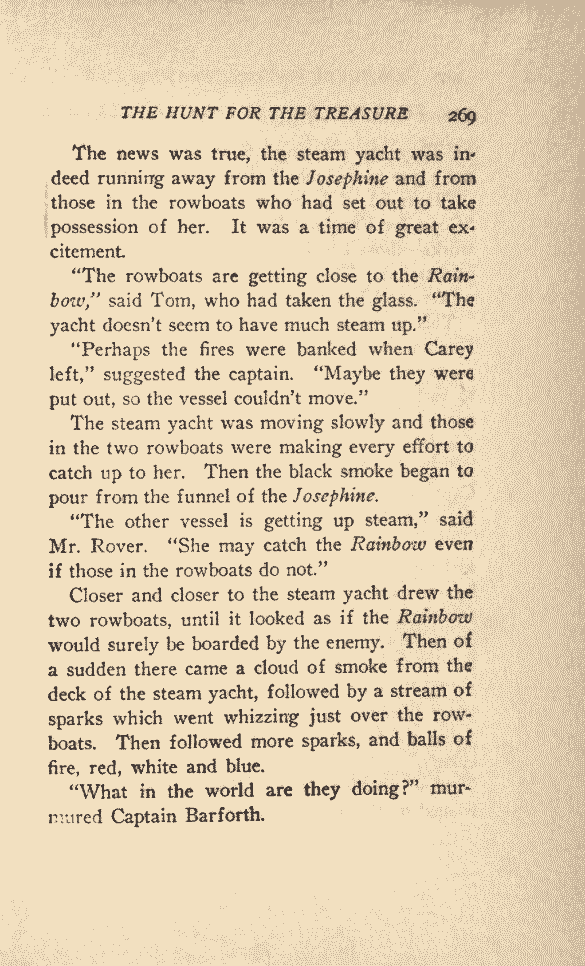 THE HUNT FOR THE TREASURE 269
The news was true, the steam yacht was in-
deed running away from the Josephine and from
those in the rowboats who had set out to take
possession of her. It was a time of great ex-
citement.
"The rowboats are getting close to the Rain-
bow," said Tom, who had taken the glass. "The
yacht doesn't seem to have much steam up."
"Perhaps the fires were banked when Carey
left," suggested the captain. "Maybe they were
put out, so the vessel couldn't move."
The steam yacht was moving slowly and those
in the two rowboats were making every effort to
catch up to her. Then the black smoke began to
pour from the funnel of the Josephine.
"The other vessel is getting up steam," said
Mr. Rover. "She may catch the Rainbow even
if those in the rowboats do not."
Closer and closer to the steam yacht drew the
two rowboats, until it looked as if the Rainbow
would surely be boarded by the enemy. Then of
a sudden there came a cloud of smoke from the
deck of the steam yacht, followed by a stream of
sparks which went whizzing just over the row-
boats. Then followed more sparks, and balls of
fire, red, white and blue.
"What in the world are they doing?" mur-
mured Captain Barforth.